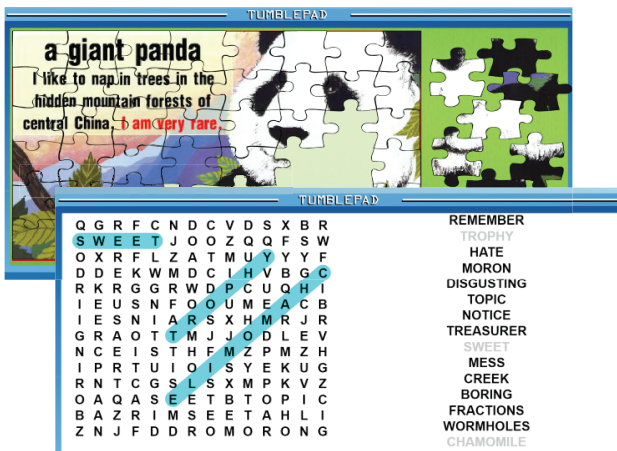 TUMBLEPAD
a giant panda
I like to nap in trees in the
hidden mountain forests of
central China. I am very rare.
TUMBLEPAD
Q G R F C N D C V D S X B R
S W E E T J O O Z Q Q F S W
O X R F L Z A T M U Y Y Y F
D D E K W M D C I H V B G C
R K R G G R W D P C U Q H I
I E U S N F O O U M E A C B
I E S N I A R S X H M R J R
G R A O T T M J J O D L E V
N C E I S T H F M Z P M Z H
I P R T U I O I S Y E K U G
R N T C G S L S X M P K V Z
O A Q A S E E T B T O P I C
B A Z R I M S E E T A H L I
Z N J F D D R O M O R O N G
REMEMBER
TROPHY
HATE
MORON
DISGUSTING
TOPIC
NOTICE
TREASURER
SWEET
MESS
CREEK
BORING
FRACTIONS
WORMHOLES
CHAMOMILE